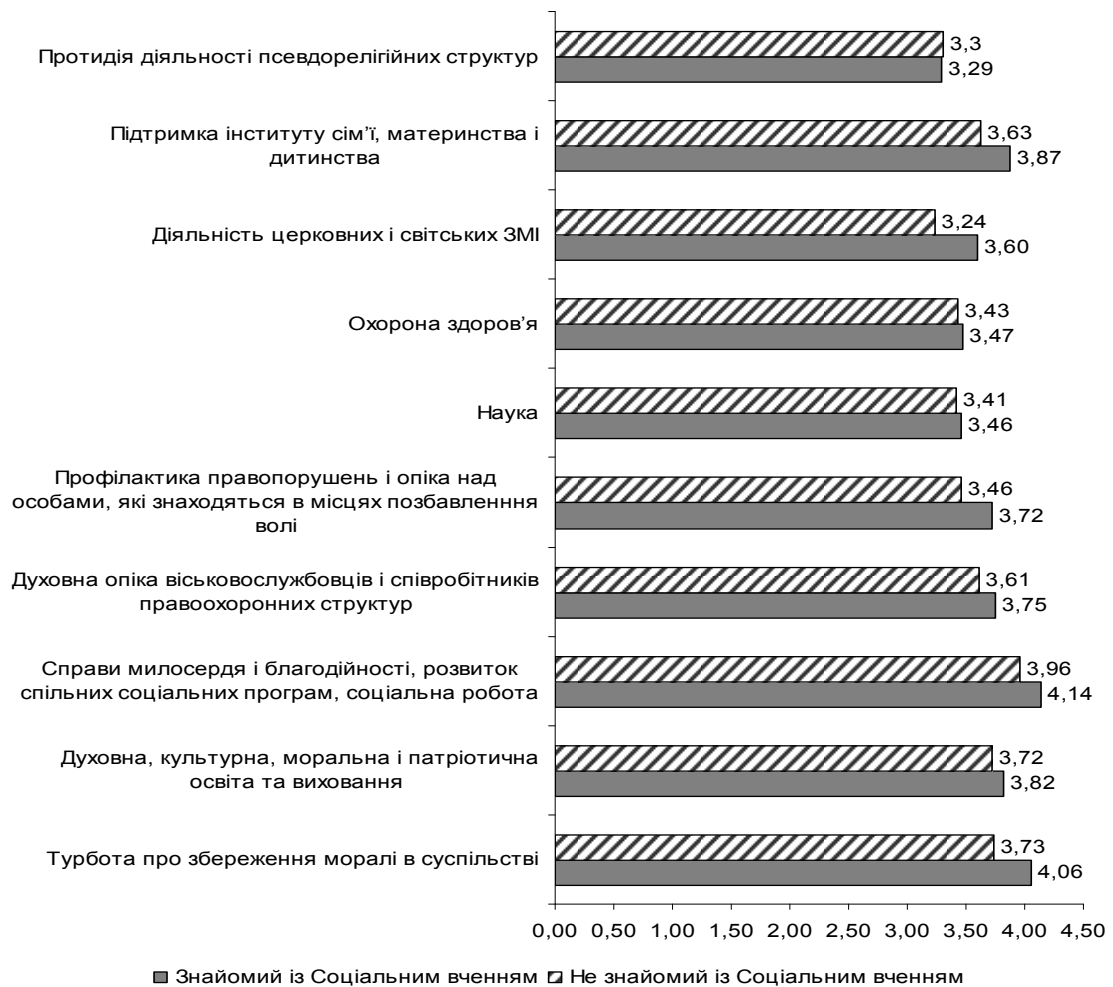 Протидія діяльності псевдорелігійних структур
3,3
3,29
Підтримка інституту сім’ї, материнства і
дитинства
3,63
3,87
Діяльність церковних і світських ЗМІ
3,24
3,60
Охорона здоров’я
3,43
3,47
Наука
3,41
3,46
Профілактика правопорушень і опіка над
особами, які знаходяться в місцях позбавленння
волі
3,46
3,72
Духовна опіка віськовослужбовців і співробітників
правоохоронних структур
3,61
3,75
Справи милосердя і благодійності, розвиток
спільних соціальних програм, соціальна робота
3,96
4,14
Духовна, культурна, моральна і патріотична
освіта та виховання
3,72
3,82
Турбота про збереження моралі в суспільстві
3,73
4,06
0,00 0,50 1,00 1,50 2,00 2,50 3,00 3,50 4,00 4,50
Знайомий із Соціальним вченням Не знайомий із Соціальним вченням